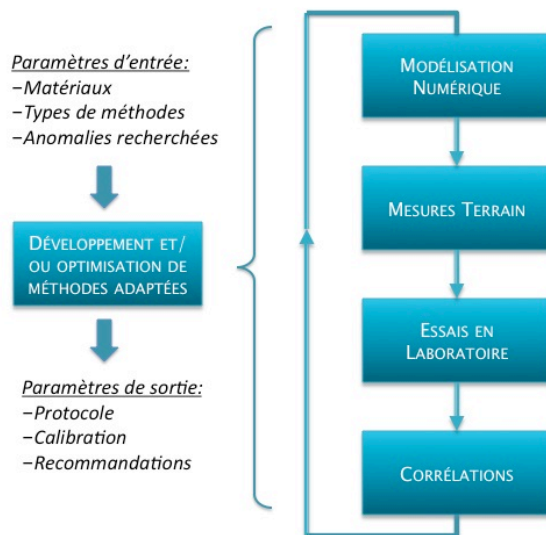 Paramètres d'entrée:
−Matériaux
−Types de méthodes
−Anomalies recherchées
DÉVELOPPEMENT ET/
OU OPTIMISATION DE
MÉTHODES ADAPTÉES
Paramètres de sortie:
−Protocole
−Calibration
−Recommandations
MODÉLISATION
NUMÉRIQUE
MESURES TERRAIN
ESSAIS EN
LABORATOIRE
CORRÉLATIONS